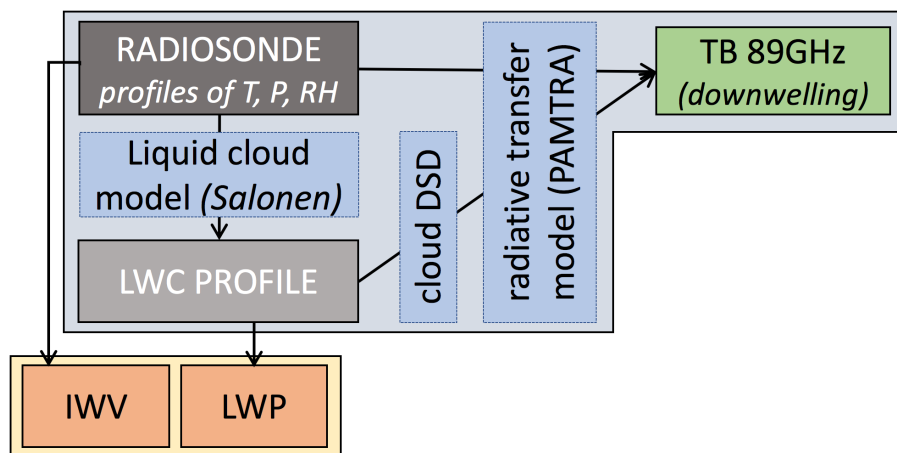 RADIOSONDE
profiles of T, P, RH
Liquid cloud
model (Salonen)
LWC PROFILE
cloud DSD
radiative transfer
model (PAMTRA)
TB 89GHz
(downwelling)
IWV
LWP